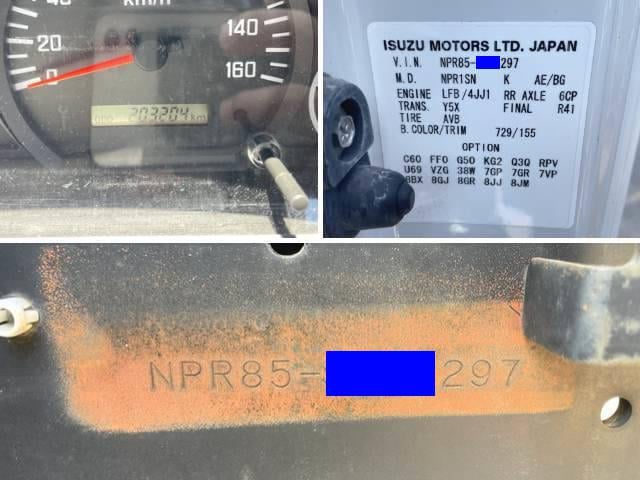 km/h
20
0
140
160
ODO 203204 km
ISUZU MOTORS LTD. JAPAN
V.I.N. NPR85- 297
M.D. NPR1SN K AE/BG
ENGINE LFB/4JJ1 RR AXLE 6CP
TRANS. Y5X FINAL R41
TIRE AVB
B.COLOR/TRIM 729/155
OPTION
C60 FF0 G50 KG2 Q3Q RPV
U69 VZG 38W 7GP 7GR 7VP
8BX 8GJ 8GR 8JJ 8JM
NPR85- 297